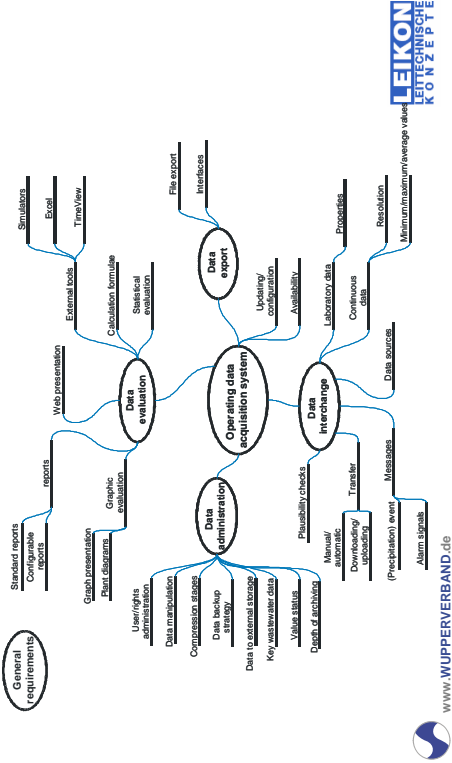 General
requirements
Standard reports
Configurable
reports
reports
Web presentation
Graph presentation
Plant diagrams
Graphic
evaluation
Data
evaluation
External tools
Simulators
Excel
TimeView
Calculation formulae
Statistical
evaluation
Data
export
File export
Interfaces
Operating data
acquisition system
Updating/
configuration
Availability
Data
administration
User/rights
administration
Data manipulation
Compression stages
Data backup
strategy
Data to external storage
Key wastewater data
Value status
Depth of archiving
Data
interchange
Plausibility checks
Manual/
automatic
Downloading/
uploading
Transfer
Messages
(Precipitation) event
Alarm signals
Data sources
Laboratory data
Properties
Continuous
data
Resolution
Minimum/maximum/average values
www.WUPPERVERBAND.de
LEIKON
LEITTECHNISCHE
KONZEPTE